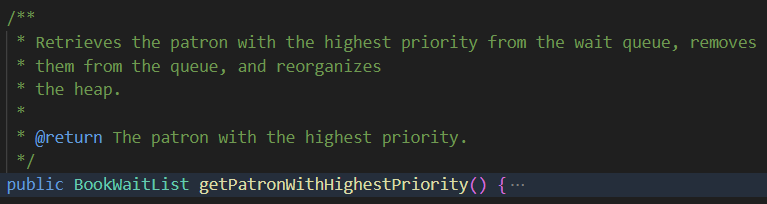 /**
* Retrieves the patron with the highest priority from the wait queue, removes
* them from the queue, and reorganizes
* the heap.
*
* @return The patron with the highest priority.
*/
public BookWaitList getPatronWithHighestPriority() {⋯